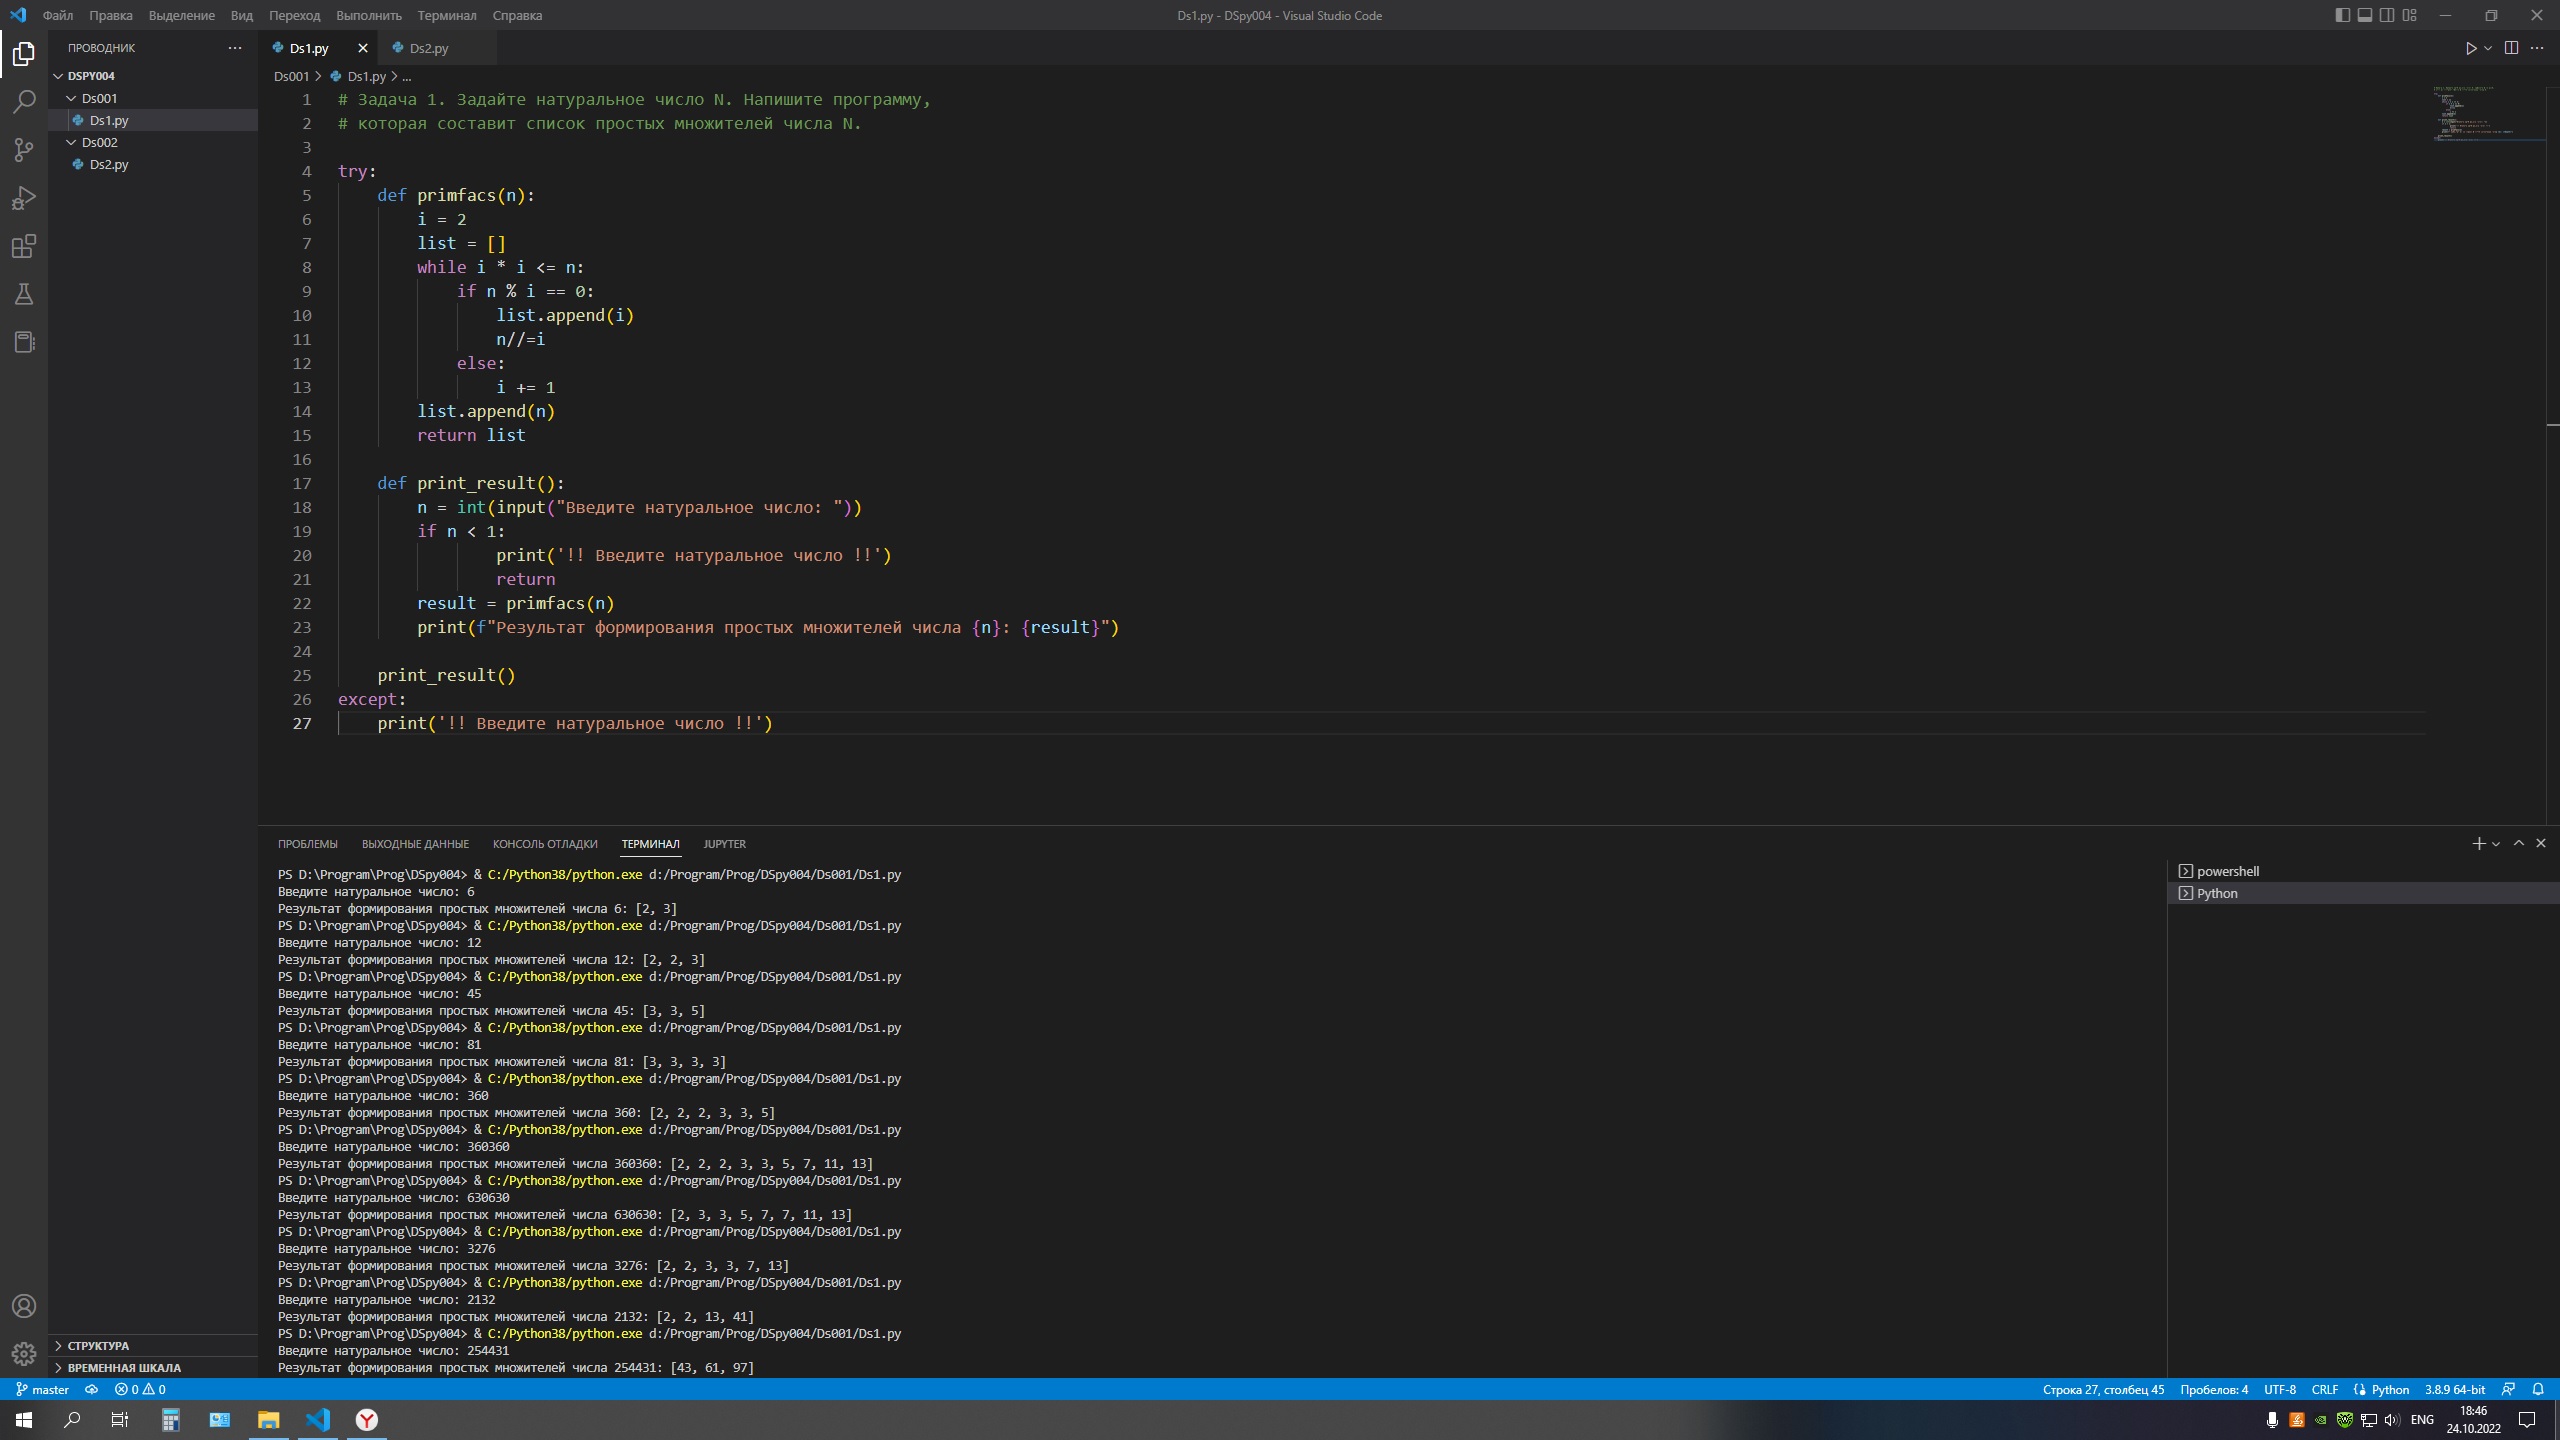 Файл Правка Выделение Вид Переход Выполнить Терминал Справка
Ds1.py - DSpy004 - Visual Studio Code
ПРОВОДНИК
DSPY004
Ds001
Ds1.py
Ds002
Ds2.py
СТРУКТУРА
ВРЕМЕННАЯ ШКАЛА
Ds1.py Ds2.py
Ds001 > Ds1.py > ...
1 # Задача 1. Задайте натуральное число N. Напишите программу,
2 # которая составит список простых множителей числа N.
3
4 try:
5     def primfacs(n):
6         i = 2
7         list = []
8         while i * i <= n:
9             if n % i == 0:
10                 list.append(i)
11                 n//=i
12             else:
13                 i += 1
14         list.append(n)
15         return list
16
17     def print_result():
18         n = int(input("Введите натуральное число: "))
19         if n < 1:
20                 print('!! Введите натуральное число !!')
21                 return
22         result = primfacs(n)
23         print(f"Результат формирования простых множителей числа {n}: {result}")
24
25     print_result()
26 except:
27     print('!! Введите натуральное число !!')
ПРОБЛЕМЫ ВЫХОДНЫЕ ДАННЫЕ КОНСОЛЬ ОТЛАДКИ ТЕРМИНАЛ JUPYTER
PS D:\Program\Prog\DSpy004> & C:/Python38/python.exe d:/Program/Prog/DSpy004/Ds001/Ds1.py
Введите натуральное число: 6
Результат формирования простых множителей числа 6: [2, 3]
PS D:\Program\Prog\DSpy004> & C:/Python38/python.exe d:/Program/Prog/DSpy004/Ds001/Ds1.py
Введите натуральное число: 12
Результат формирования простых множителей числа 12: [2, 2, 3]
PS D:\Program\Prog\DSpy004> & C:/Python38/python.exe d:/Program/Prog/DSpy004/Ds001/Ds1.py
Введите натуральное число: 45
Результат формирования простых множителей числа 45: [3, 3, 5]
PS D:\Program\Prog\DSpy004> & C:/Python38/python.exe d:/Program/Prog/DSpy004/Ds001/Ds1.py
Введите натуральное число: 81
Результат формирования простых множителей числа 81: [3, 3, 3, 3]
PS D:\Program\Prog\DSpy004> & C:/Python38/python.exe d:/Program/Prog/DSpy004/Ds001/Ds1.py
Введите натуральное число: 360
Результат формирования простых множителей числа 360: [2, 2, 2, 3, 3, 5]
PS D:\Program\Prog\DSpy004> & C:/Python38/python.exe d:/Program/Prog/DSpy004/Ds001/Ds1.py
Введите натуральное число: 360360
Результат формирования простых множителей числа 360360: [2, 2, 2, 3, 3, 5, 7, 11, 13]
PS D:\Program\Prog\DSpy004> & C:/Python38/python.exe d:/Program/Prog/DSpy004/Ds001/Ds1.py
Введите натуральное число: 630630
Результат формирования простых множителей числа 630630: [2, 3, 3, 5, 7, 7, 11, 13]
PS D:\Program\Prog\DSpy004> & C:/Python38/python.exe d:/Program/Prog/DSpy004/Ds001/Ds1.py
Введите натуральное число: 3276
Результат формирования простых множителей числа 3276: [2, 2, 3, 3, 7, 13]
PS D:\Program\Prog\DSpy004> & C:/Python38/python.exe d:/Program/Prog/DSpy004/Ds001/Ds1.py
Введите натуральное число: 2132
Результат формирования простых множителей числа 2132: [2, 2, 13, 41]
PS D:\Program\Prog\DSpy004> & C:/Python38/python.exe d:/Program/Prog/DSpy004/Ds001/Ds1.py
Введите натуральное число: 254431
Результат формирования простых множителей числа 254431: [43, 61, 97]
powershell
Python
master 0 0
Строка 27, столбец 45 Пробелов: 4 UTF-8 CRLF Python 3.8.9 64-bit
ENG
18:46
24.10.2022